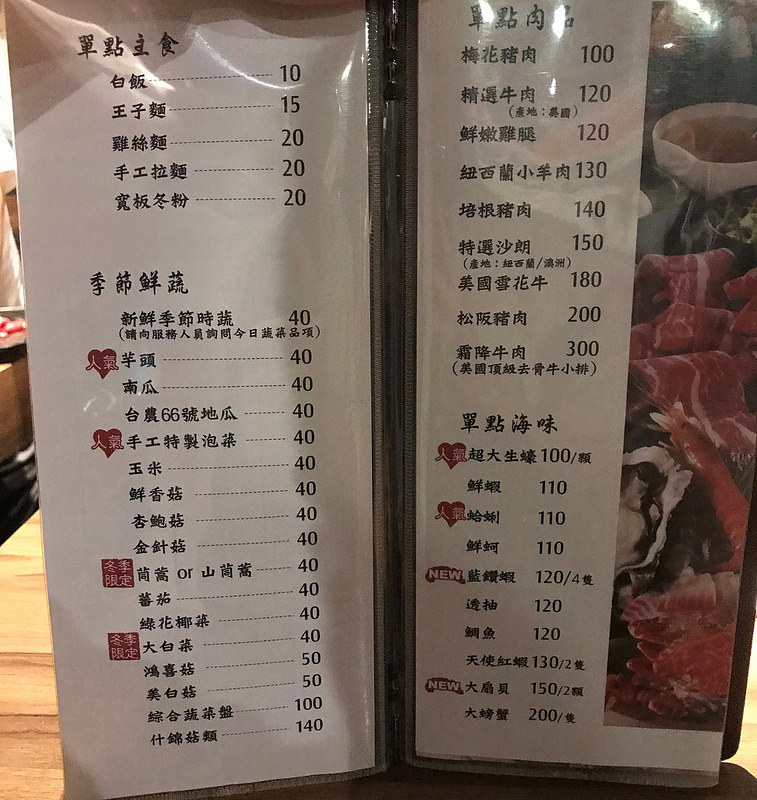 單點主食
白飯 10
王子麵 15
雞絲麵 20
手工拉麵 20
寬板冬粉 20
季節鮮蔬
新鮮季節時蔬 40
(請向服務人員詢問今日蔬菜品項)
人氣 芋頭 40
南瓜 40
台農66號地瓜 40
人氣 手工特製泡菜 40
玉米 40
鮮香菇 40
杏鮑菇 40
金針菇 40
冬季限定 茼蒿 or 山茼蒿 40
蕃茄 40
綠花椰菜 40
冬季限定 大白菜 40
鴻喜菇 50
美白菇 50
綜合蔬菜盤 100
什錦菇類 140
單點肉品
梅花豬肉 100
精選牛肉 120
(產地：美國)
鮮嫩雞腿 120
紐西蘭小羊肉 130
培根豬肉 140
特選沙朗 150
(產地：紐西蘭/澳洲)
美國雪花牛 180
松阪豬肉 200
霜降牛肉 300
(美國頂級去骨牛小排)
單點海味
人氣 超大生蠔 100/顆
鮮蝦 110
人氣 蛤蜊 110
鮮蚵 110
NEW 藍鑽蝦 120/4隻
透抽 120
鯛魚 120
天使紅蝦 130/2隻
NEW 大扇貝 150/2顆
大螃蟹 200/隻